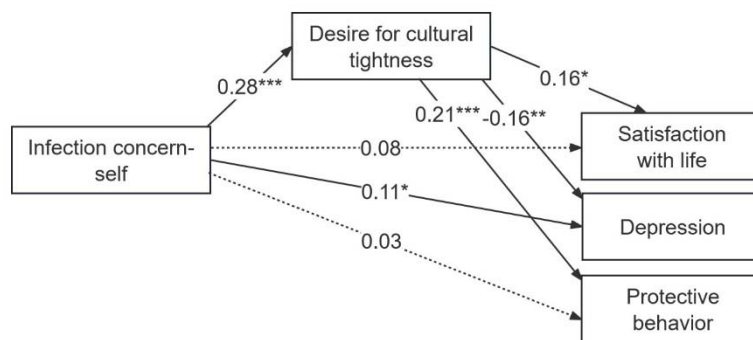 Desire for cultural
tightness
0.28***
0.16*
0.21***
-0.16**
Infection concern-
self
0.08
Satisfaction
with life
0.11*
Depression
0.03
Protective
behavior